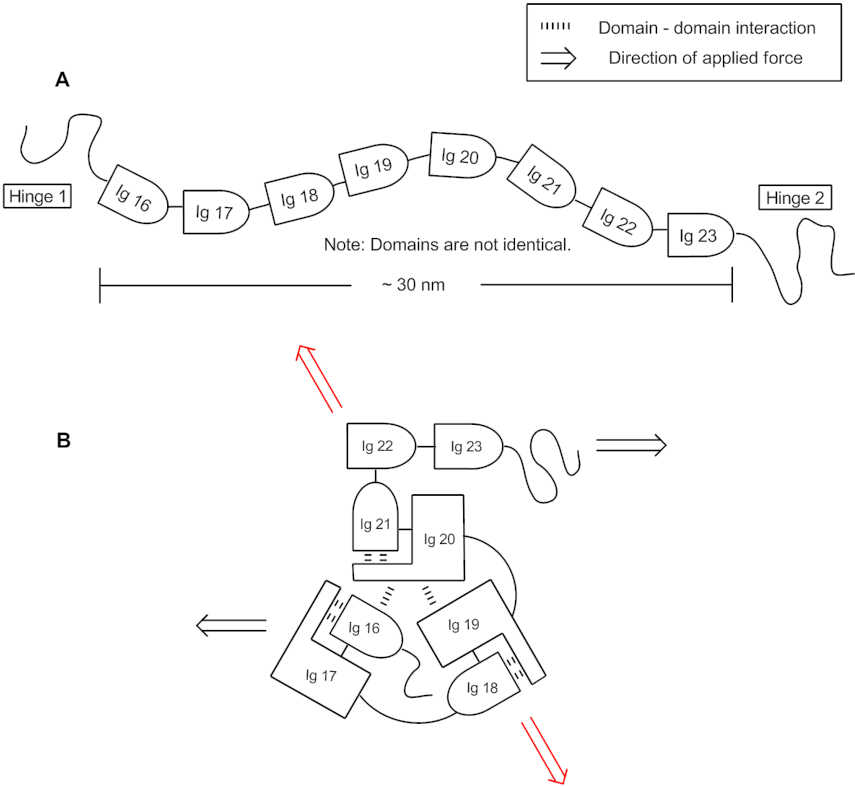 Domain - domain interaction
Direction of applied force
A
Hinge 1
Ig 16
Ig 17
Ig 18
Ig 19
Ig 20
Ig 21
Ig 22
Ig 23
Hinge 2
Note: Domains are not identical.
~ 30 nm
B
Ig 22
Ig 23
Ig 21
Ig 20
Ig 16
Ig 19
Ig 17
Ig 18